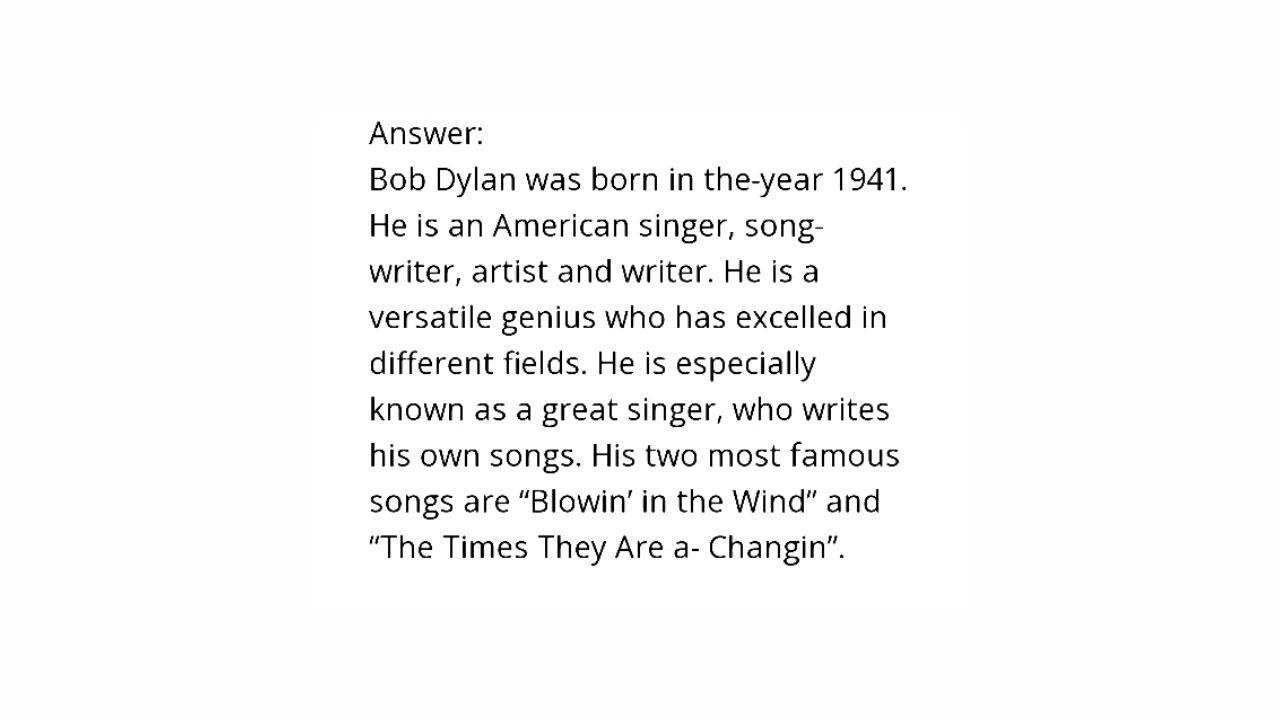 Answer:
Bob Dylan was born in the-year 1941.
He is an American singer, song-
writer, artist and writer. He is a
versatile genius who has excelled in
different fields. He is especially
known as a great singer, who writes
his own songs. His two most famous
songs are “Blowin’ in the Wind” and
“The Times They Are a- Changin”.